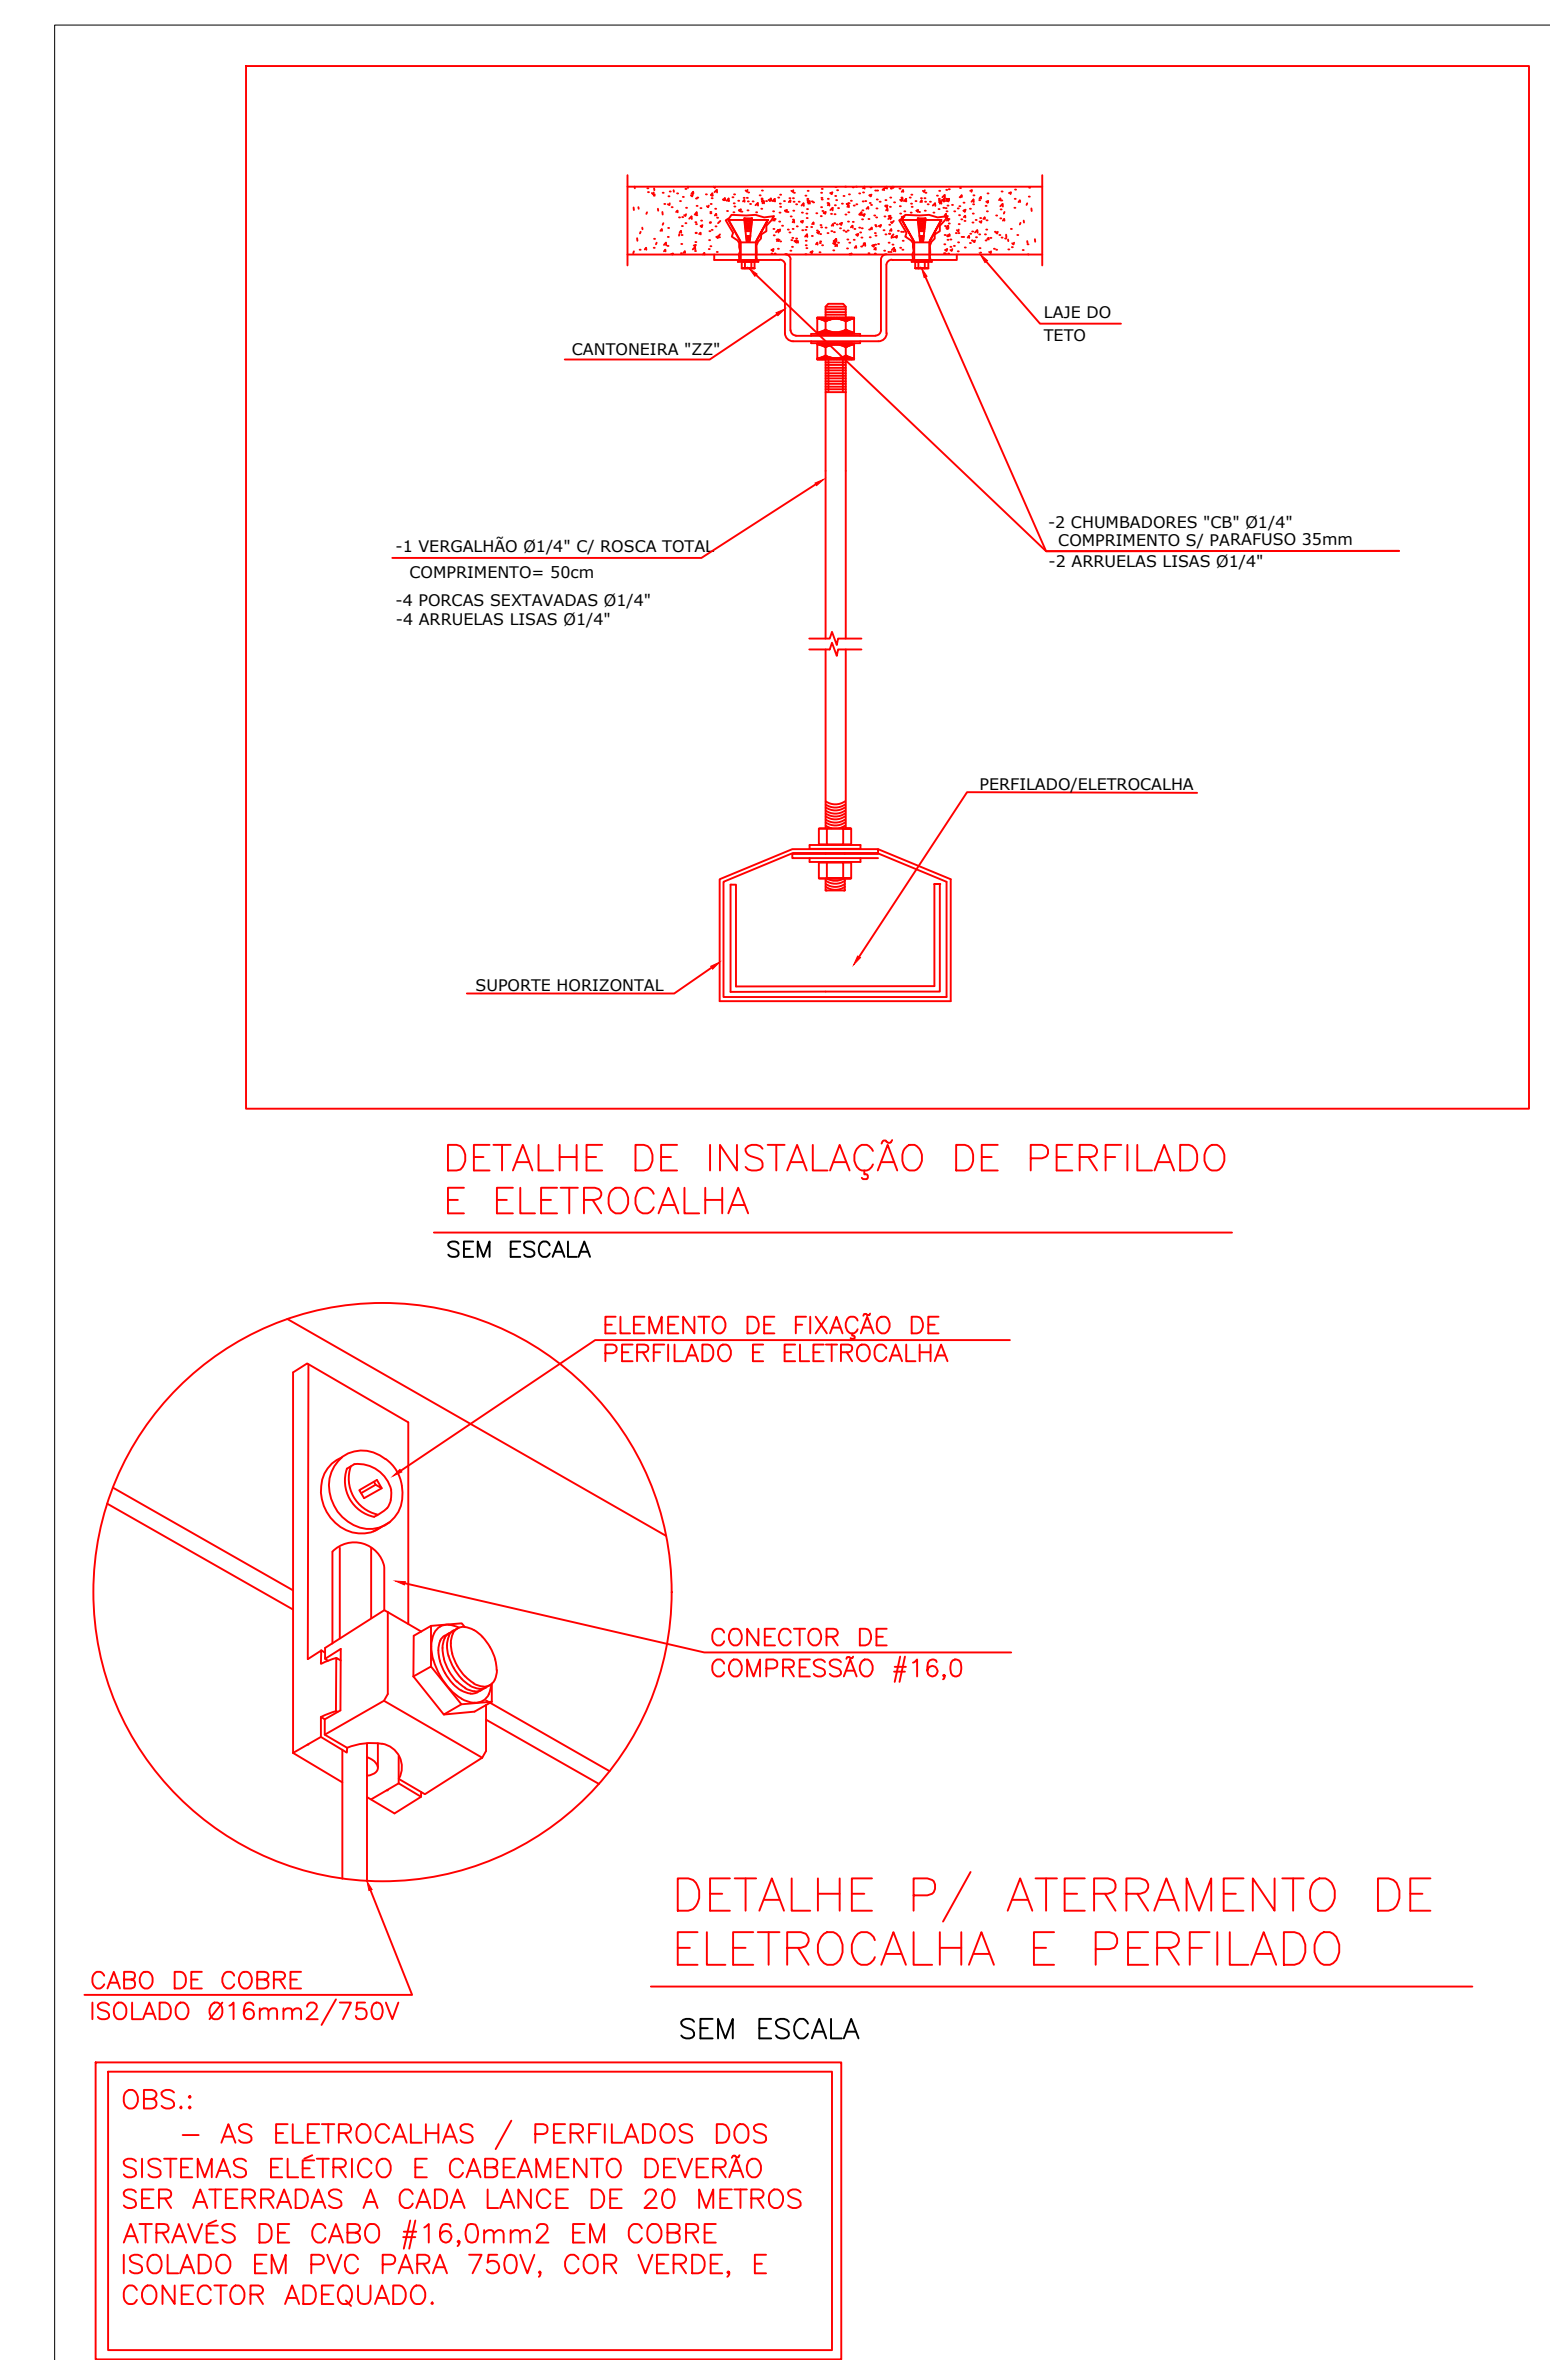 LAJE DO
TETO
CANTONEIRA "ZZ"
-2 CHUMBADORES "CB" Ø1/4"
COMPRIMENTO S/ PARAFUSO 35mm
-2 ARRUELAS LISAS Ø1/4"
-1 VERGALHÃO Ø1/4" C/ ROSCA TOTAL
COMPRIMENTO= 50cm
-4 PORCAS SEXTAVADAS Ø1/4"
-4 ARRUELAS LISAS Ø1/4"
PERFILADO/ELETROCALHA
SUPORTE HORIZONTAL
DETALHE DE INSTALAÇÃO DE PERFILADO
E ELETROCALHA
SEM ESCALA
ELEMENTO DE FIXAÇÃO DE
PERFILADO E ELETROCALHA
CONECTOR DE
COMPRESSÃO #16,0
DETALHE P/ ATERRAMENTO DE
ELETROCALHA E PERFILADO
CABO DE COBRE
ISOLADO Ø16mm2/750V
SEM ESCALA
OBS.:
– AS ELETROCALHAS / PERFILADOS DOS
SISTEMAS ELÉTRICO E CABEAMENTO DEVERÃO
SER ATERRADAS A CADA LANCE DE 20 METROS
ATRAVÉS DE CABO #16,0mm2 EM COBRE
ISOLADO EM PVC PARA 750V, COR VERDE, E
CONECTOR ADEQUADO.